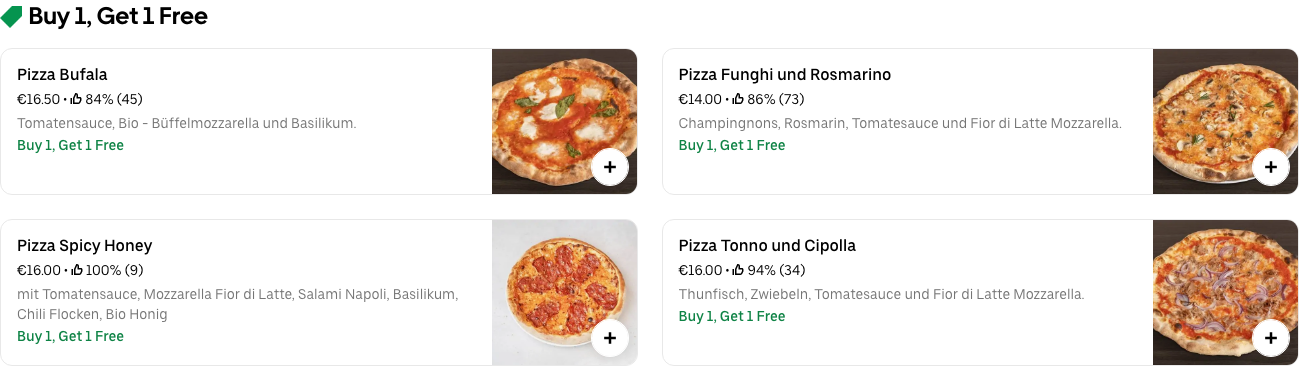 Buy 1, Get 1 Free
Pizza Bufala
€16.50 • 84% (45)
Tomatensauce, Bio - Büffelmozzarella und Basilikum.
Buy 1, Get 1 Free
Pizza Funghi und Rosmarino
€14.00 • 86% (73)
Champingnons, Rosmarin, Tomatesauce und Fior di Latte Mozzarella.
Buy 1, Get 1 Free
Pizza Spicy Honey
€16.00 • 100% (9)
mit Tomatensauce, Mozzarella Fior di Latte, Salami Napoli, Basilikum,
Chili Flocken, Bio Honig
Buy 1, Get 1 Free
Pizza Tonno und Cipolla
€16.00 • 94% (34)
Thunfisch, Zwiebeln, Tomatesauce und Fior di Latte Mozzarella.
Buy 1, Get 1 Free